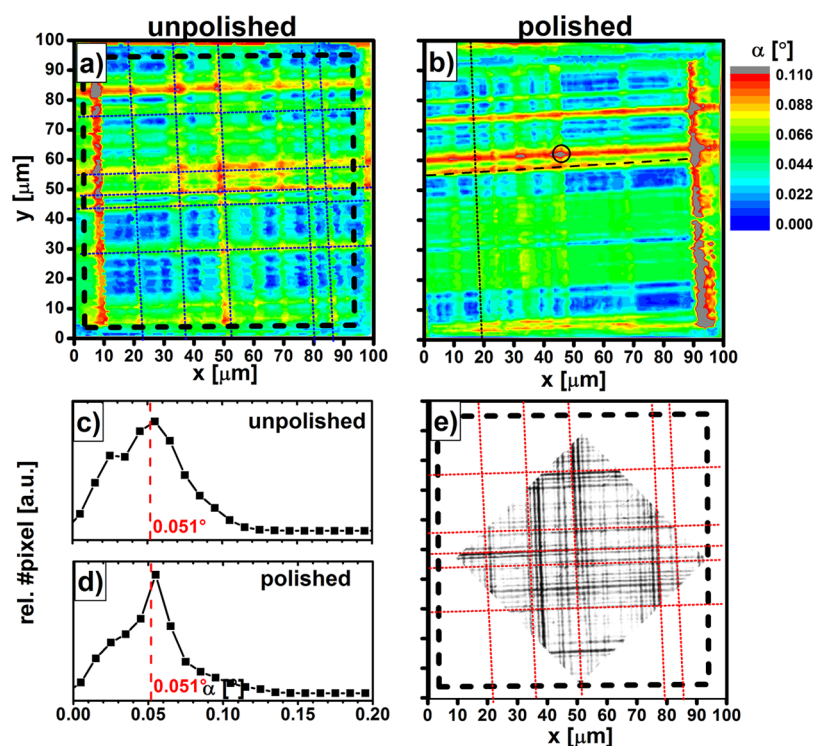 unpolished
polished
a)
100
90
80
70
60
50
40
30
20
10
0
y [μm]
0 10 20 30 40 50 60 70 80 90 100
x [μm]
b)
0 10 20 30 40 50 60 70 80 90 100
x [μm]
α [°]
0.110
0.088
0.066
0.044
0.022
0.000
c)
unpolished
0.051°
rel. #pixel [a.u.]
d)
polished
0.051°
α [°]
0.00 0.05 0.10 0.15 0.20
e)
0 10 20 30 40 50 60 70 80 90 100
x [μm]